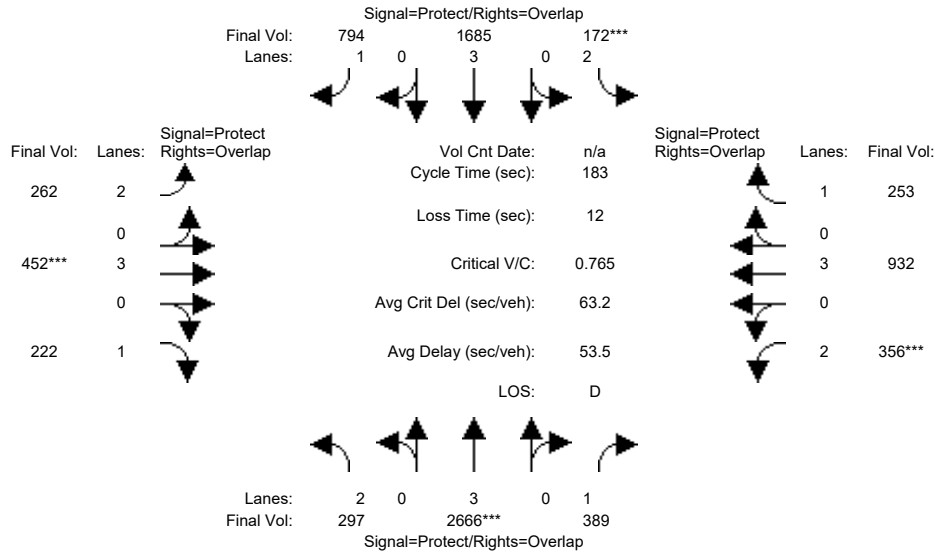 Signal=Protect/Rights=Overlap
Final Vol: 794 1685 172***
Lanes: 1 0 3 0 2
Signal=Protect
Final Vol: Lanes: Rights=Overlap
Vol Cnt Date: n/a
Signal=Protect
Rights=Overlap Lanes: Final Vol:
Cycle Time (sec): 183
262 2
1 253
Loss Time (sec): 12
0
0
452*** 3
Critical V/C: 0.765
3 932
0
Avg Crit Del (sec/veh): 63.2
0
222 1
Avg Delay (sec/veh): 53.5
2 356***
LOS: D
Lanes: 2 0 3 0 1
Final Vol: 297 2666*** 389
Signal=Protect/Rights=Overlap